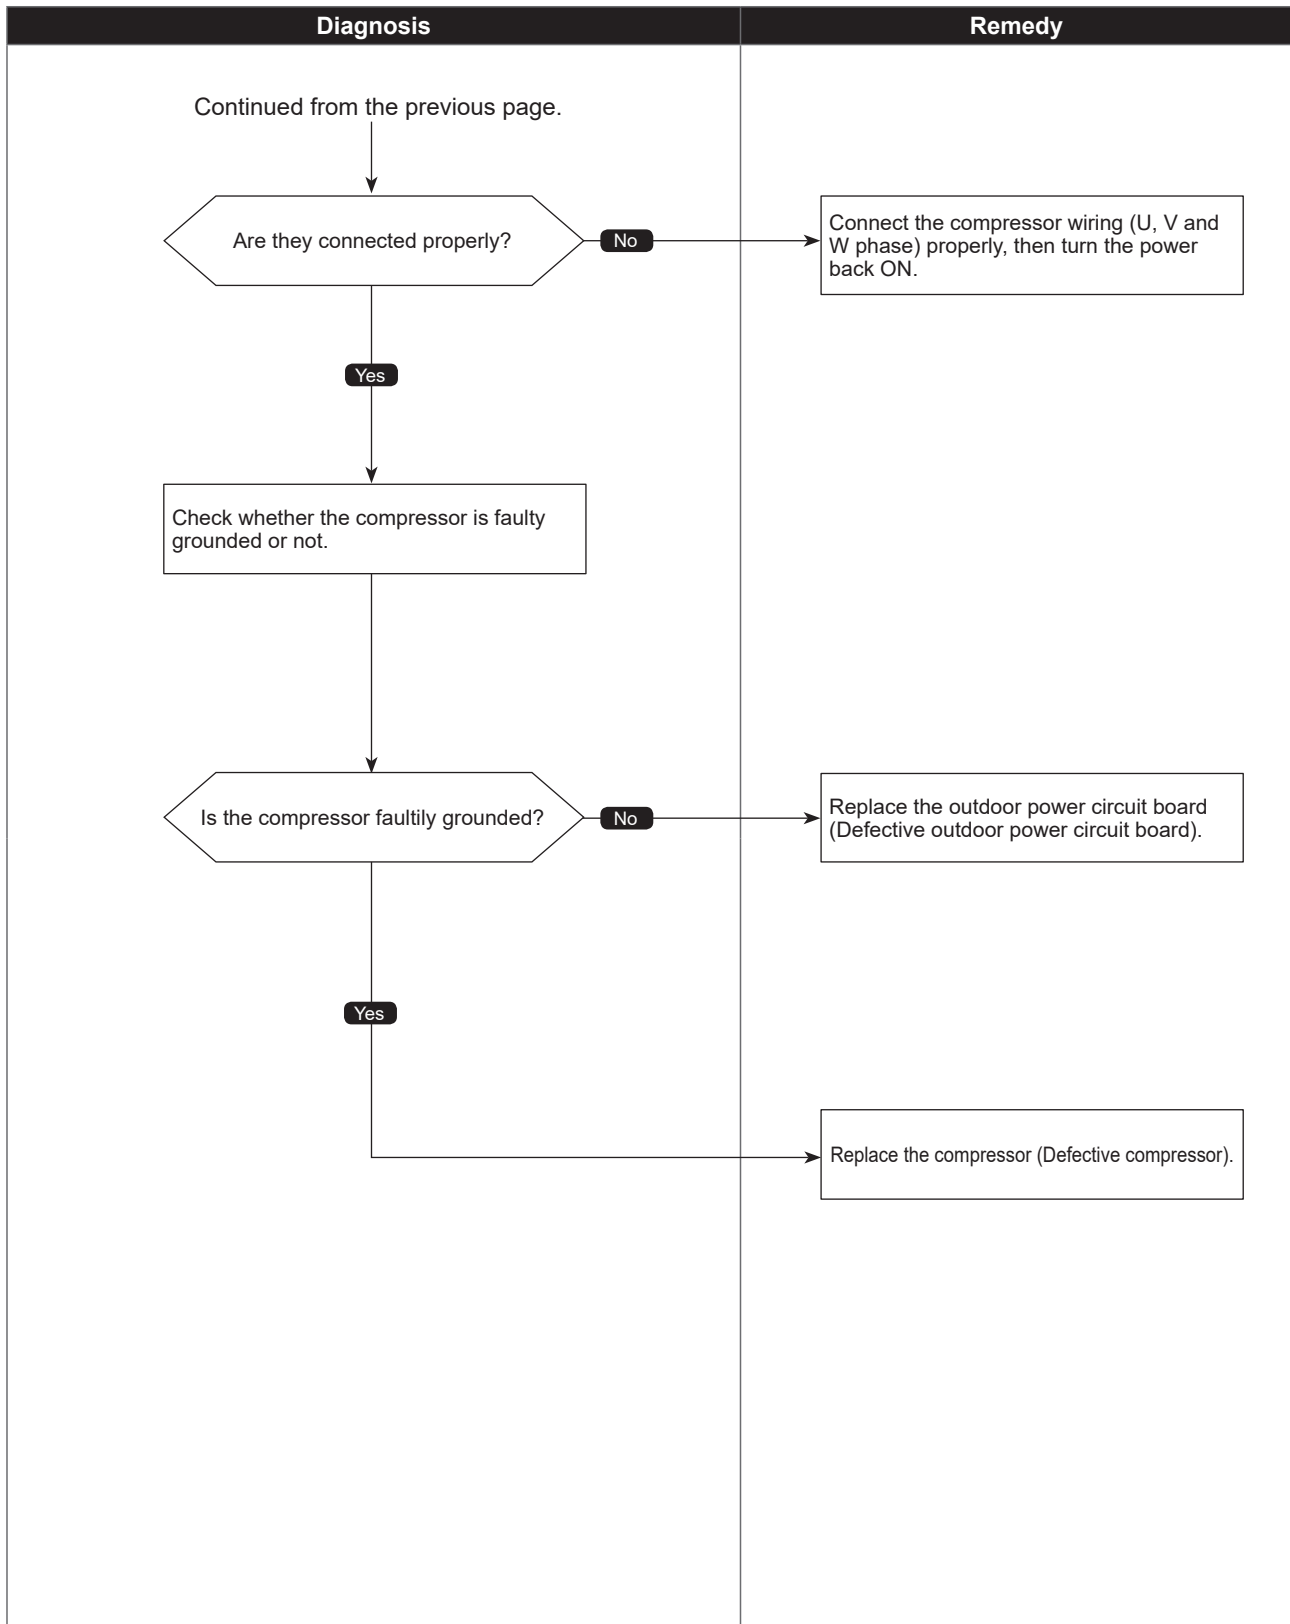 Diagnosis
Remedy
Continued from the previous page.
Are they connected properly?
No
Connect the compressor wiring (U, V and
W phase) properly, then turn the power
back ON.
Yes
Check whether the compressor is faulty
grounded or not.
Is the compressor faultily grounded?
No
Replace the outdoor power circuit board
(Defective outdoor power circuit board).
Yes
Replace the compressor (Defective compressor).